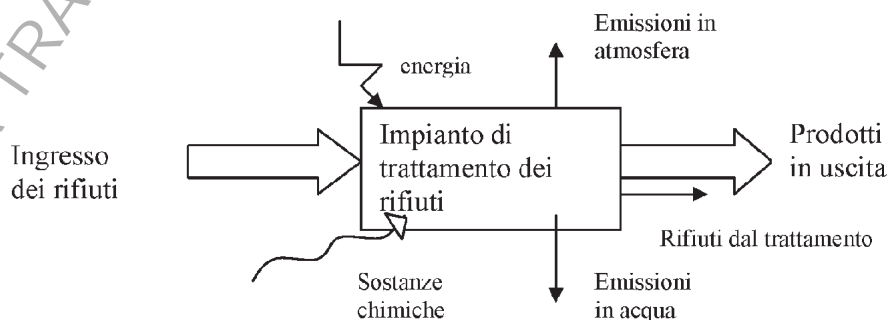 TRA
Emissioni in
atmosfera
energia
Ingresso
dei rifiuti
Impianto di
trattamento dei
rifiuti
Prodotti
in uscita
Rifiuti dal trattamento
Sostanze
chimiche
Emissioni
in acqua